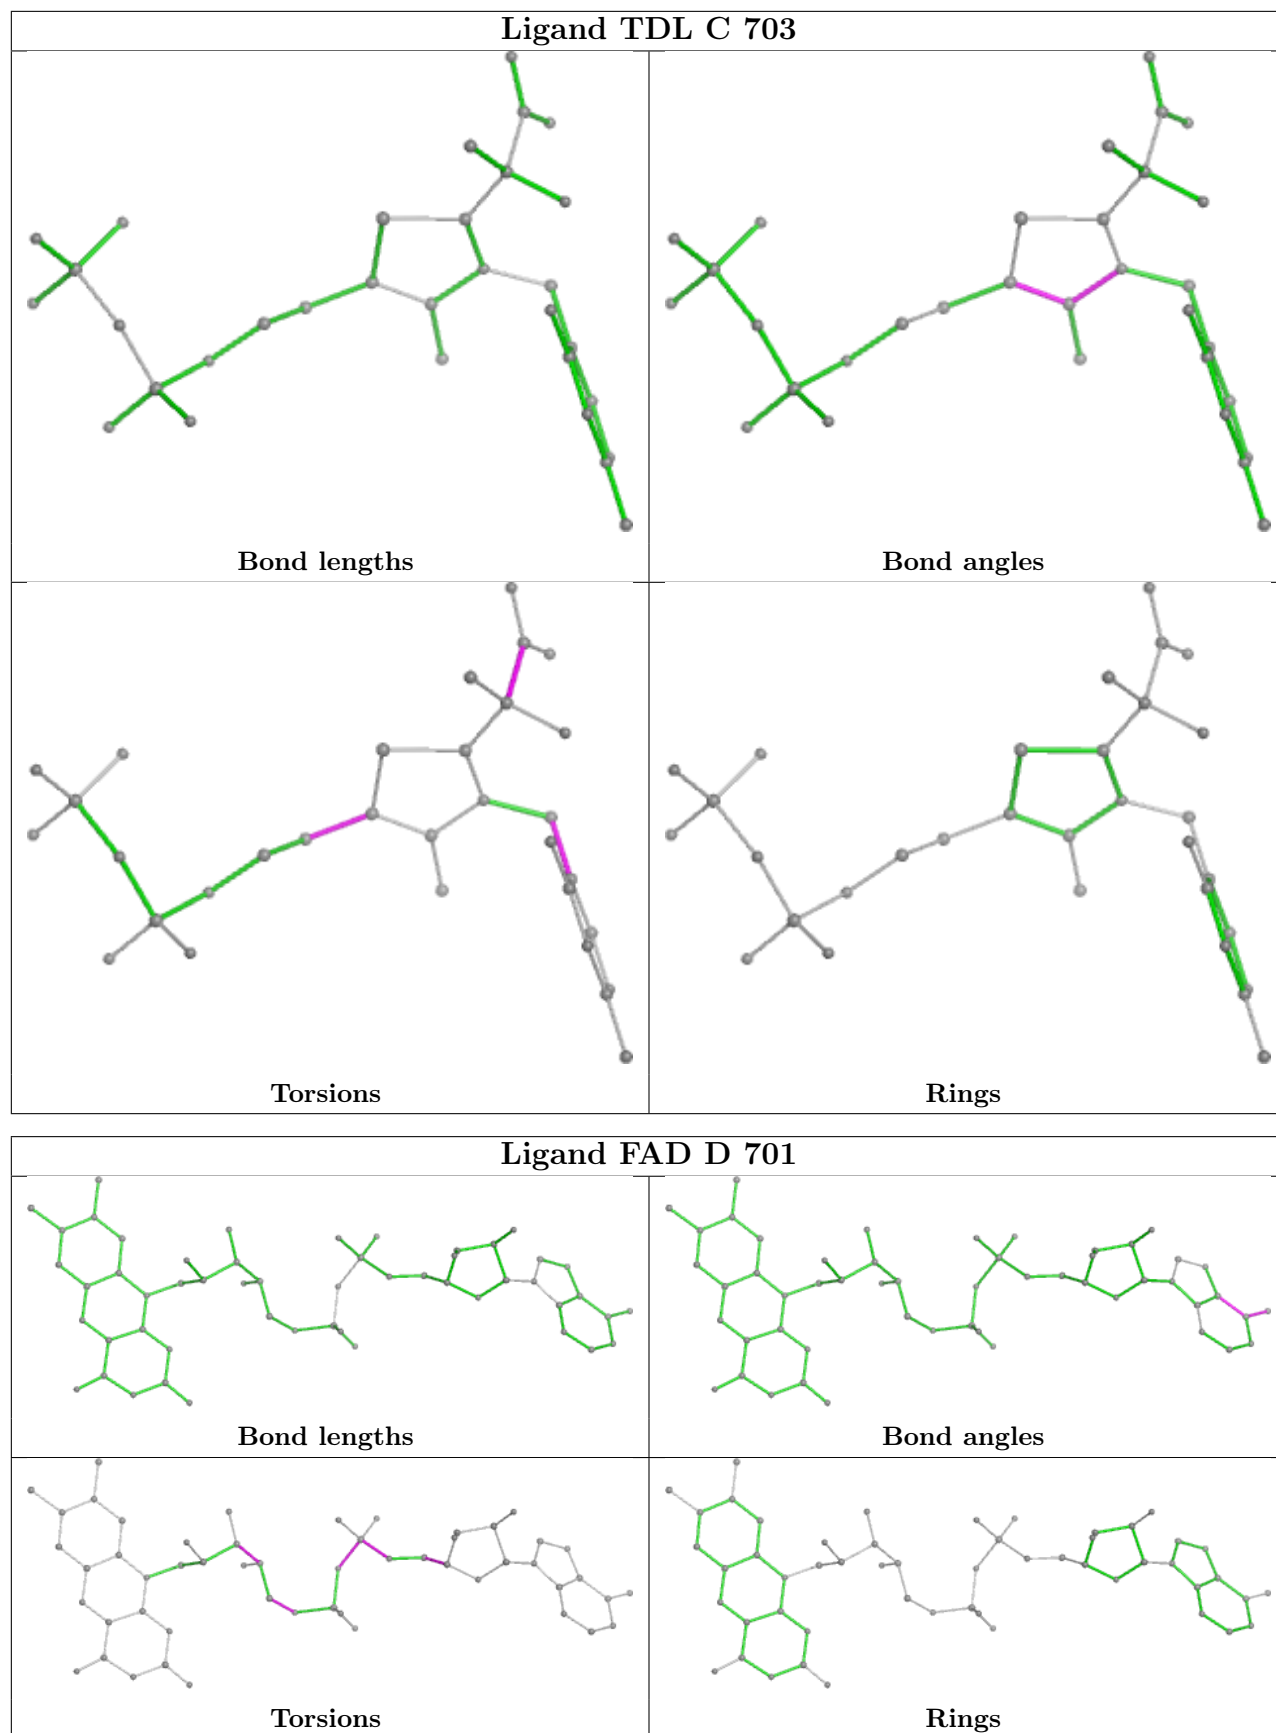 Ligand TDL C 703
Bond lengths
Bond angles
Torsions
Rings
Ligand FAD D 701
Bond lengths
Bond angles
Torsions
Rings